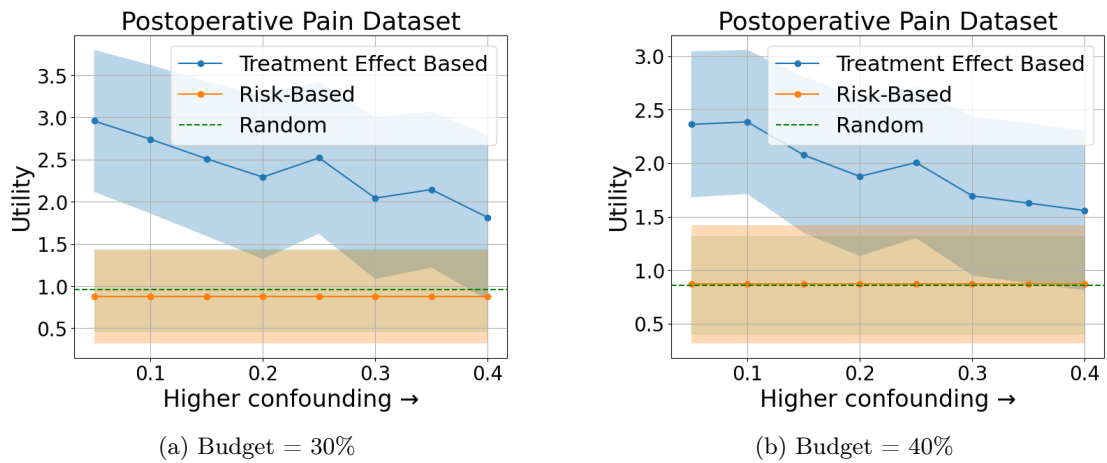 Postoperative Pain Dataset
Treatment Effect Based
Risk-Based
Random
Utility
3.5
3.0
2.5
2.0
1.5
1.0
0.5
0.1
0.2
0.3
0.4
Higher confounding →
(a) Budget = 30%
Postoperative Pain Dataset
Treatment Effect Based
Risk-Based
Random
Utility
3.0
2.5
2.0
1.5
1.0
0.5
0.1
0.2
0.3
0.4
Higher confounding →
(b) Budget = 40%